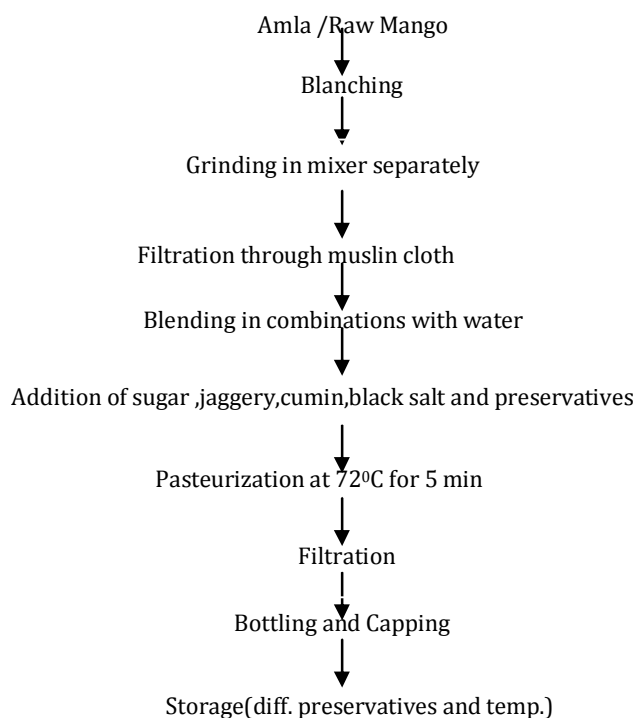 Amla /Raw Mango
Blanching
Grinding in mixer separately
Filtration through muslin cloth
Blending in combinations with water
Addition of sugar ,jaggery,cumin,black salt and preservatives
Pasteurization at 72⁰C for 5 min
Filtration
Bottling and Capping
Storage(diff. preservatives and temp.)